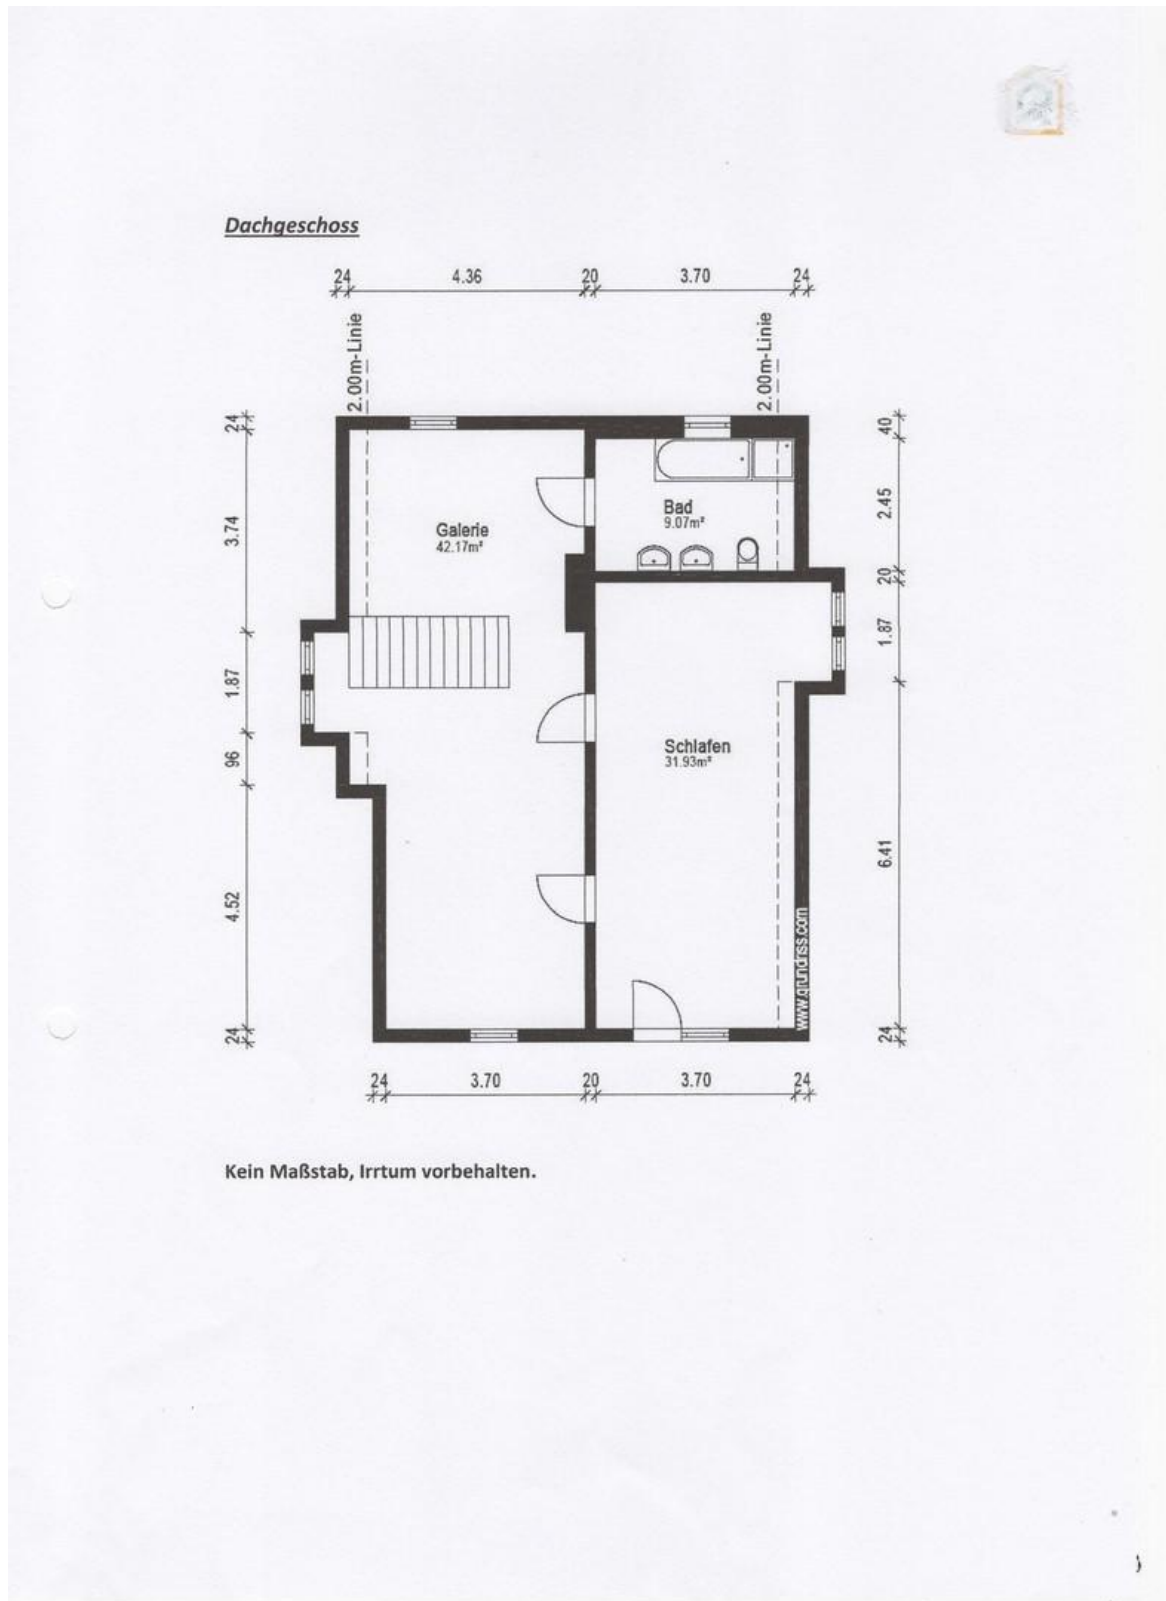 Dachgeschoss
24 4.36 20 3.70 24
2.00m-Linie
2.00m-Linie
24
3.74
1.87
96
4.52
24
40
2.45
20
1.87
6.41
24
Galerie
42.17m²
Bad
9.07m²
Schlafen
31.93m²
www.grundriss.com
24 3.70 20 3.70 24
Kein Maßstab, Irrtum vorbehalten.